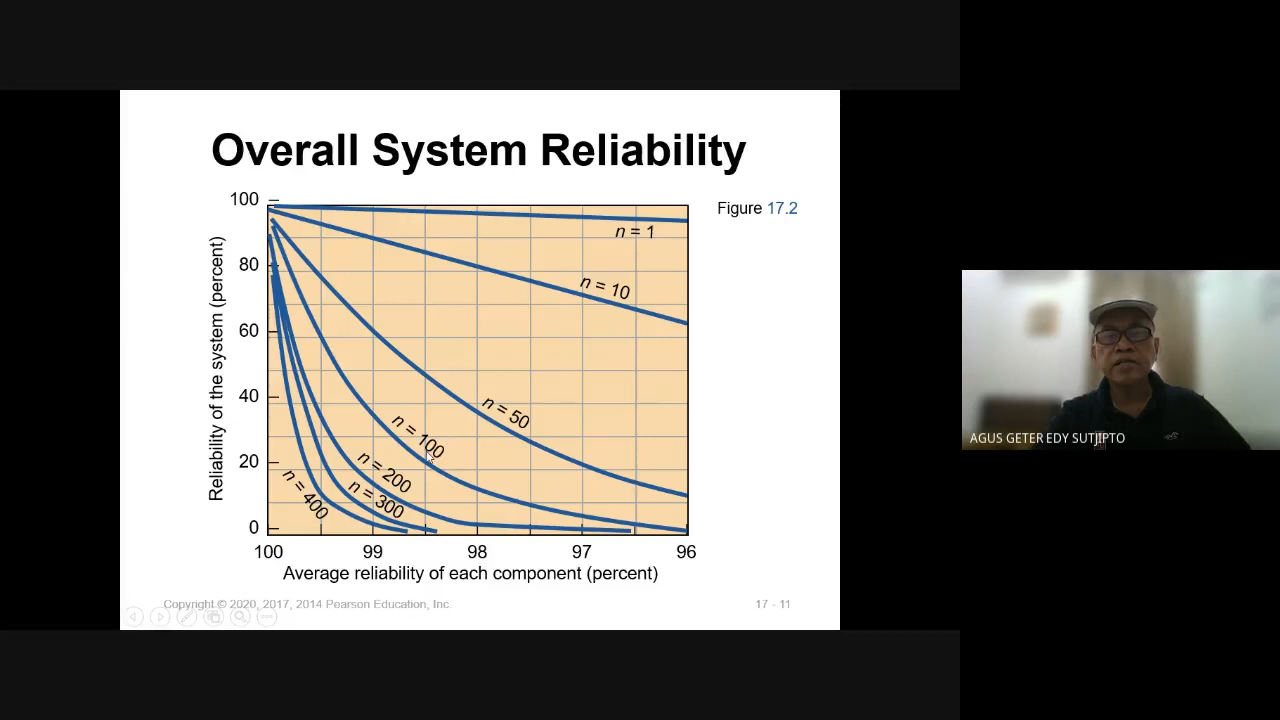 Overall System Reliability
Figure 17.2
Reliability of the system (percent)
100
80
60
40
20
0
n = 1
n = 10
n = 50
n = 100
n = 200
n = 300
n = 400
100 99 98 97 96
Average reliability of each component (percent)
Copyright © 2020, 2017, 2014 Pearson Education, Inc.
17 - 11
AGUS GETER EDY SUTJIPTO